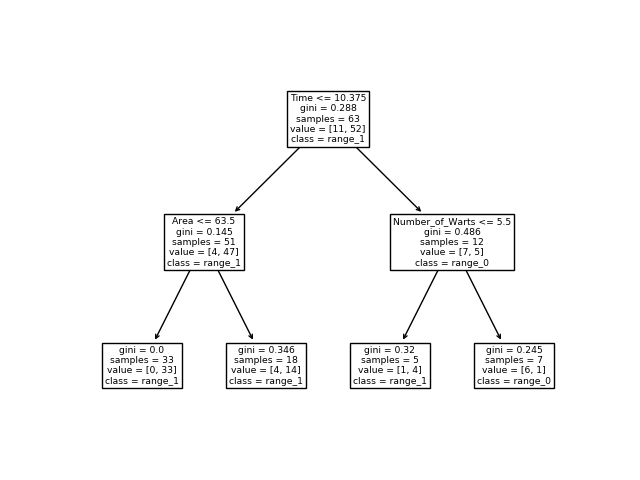 Time <= 10.375
gini = 0.288
samples = 63
value = [11, 52]
class = range_1
Area <= 63.5
gini = 0.145
samples = 51
value = [4, 47]
class = range_1
Number_of_Warts <= 5.5
gini = 0.486
samples = 12
value = [7, 5]
class = range_0
gini = 0.0
samples = 33
value = [0, 33]
class = range_1
gini = 0.346
samples = 18
value = [4, 14]
class = range_1
gini = 0.32
samples = 5
value = [1, 4]
class = range_1
gini = 0.245
samples = 7
value = [6, 1]
class = range_0